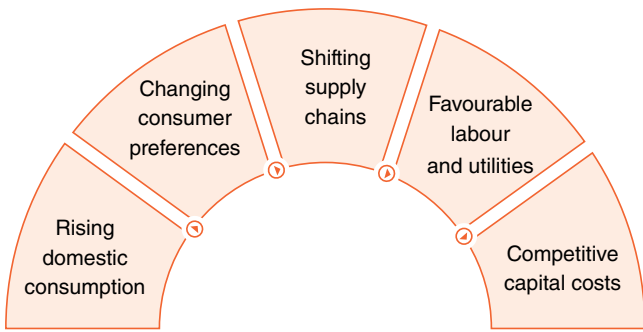 Rising
domestic
consumption
Changing
consumer
preferences
Shifting
supply
chains
Favourable
labour
and utilities
Competitive
capital costs